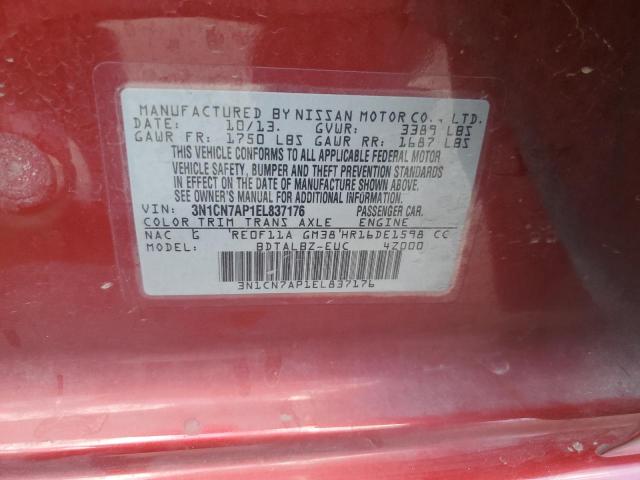 MANUFACTURED BY NISSAN MOTOR CO., LTD.
DATE: 10/13. GVWR: 3389 LBS
GAWR FR: 1750 LBS GAWR RR: 1687 LBS
THIS VEHICLE CONFORMS TO ALL APPLICABLE FEDERAL MOTOR
VEHICLE SAFETY, BUMPER AND THEFT PREVENTION STANDARDS
IN EFFECT ON THE DATE OF MANUFACTURE SHOWN ABOVE.
SEE OWNER'S MANUAL FOR ADDITIONAL INFORMATION.
VIN: 3N1CN7AP1EL837176 PASSENGER CAR.
COLOR TRIM TRANS AXLE ENGINE
NAC G RE0F11A GM38 HR16DE1598 CC
MODEL: BDTALBZ-EUC 4Z000
3N1CN7AP1EL837176